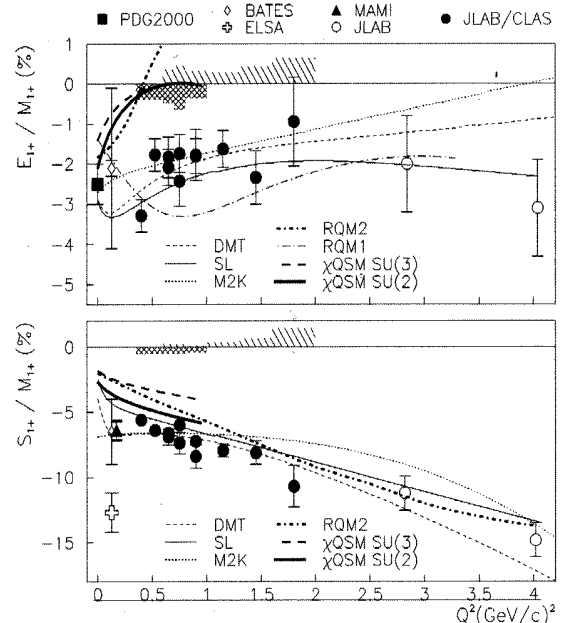 PDG2000 BATES MAMI JLAB/CLAS
ELSA JLAB
E1+ / M1+ (%)
1
0
−1
−2
−3
−4
−5
DMT RQM2
SL RQM1
M2K χQSM SU(3)
χQSM SU(2)
S1+ / M1+ (%)
0
−5
−10
−15
DMT RQM2
SL χQSM SU(3)
M2K χQSM SU(2)
0 0.5 1 1.5 2 2.5 3 3.5 4
Q²(GeV/c)²